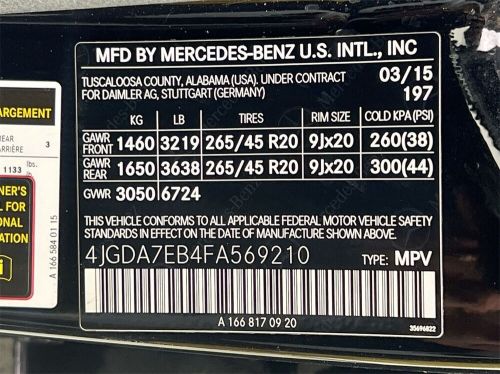 MFD BY MERCEDES-BENZ U.S. INTL., INC
TUSCALOOSA COUNTY, ALABAMA (USA). UNDER CONTRACT 03/15
FOR DAIMLER AG, STUTTGART (GERMANY) 197
KG LB TIRES RIM SIZE COLD KPA(PSI)
GAWR FRONT 1460 3219 265/45 R20 9Jx20 260(38)
GAWR REAR 1650 3638 265/45 R20 9Jx20 300(44)
GVWR 3050 6724
THIS VEHICLE CONFORMS TO ALL APPLICABLE FEDERAL MOTOR VEHICLE SAFETY
STANDARDS IN EFFECT ON THE DATE OF MANUFACTURE SHOWN ABOVE.
4JGDA7EB4FA569210 TYPE: MPV
A 166 817 09 20
35696822
ARGEMENT
REAR 3
ARRIÈRE
1133 lbs.
NER'S
FOR
ONAL
ATION
A 166 584 01 15